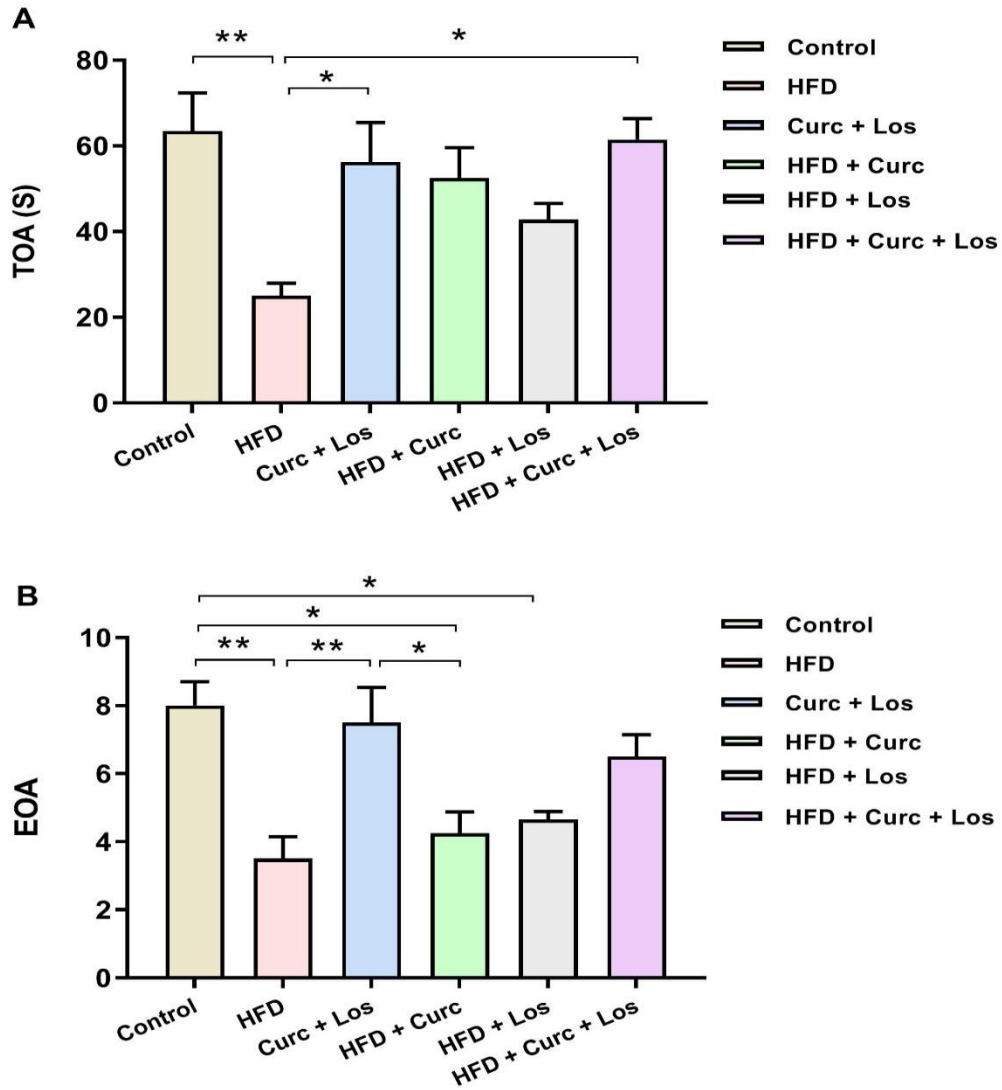 A
**
*
*
80
60
40
20
0
TOA (S)
Control
HFD
Curc + Los
HFD + Curc
HFD + Los
HFD + Curc + Los
Control
HFD
Curc + Los
HFD + Curc
HFD + Los
HFD + Curc + Los
B
*
*
**
**
*
10
8
6
4
2
0
EOA
Control
HFD
Curc + Los
HFD + Curc
HFD + Los
HFD + Curc + Los
Control
HFD
Curc + Los
HFD + Curc
HFD + Los
HFD + Curc + Los